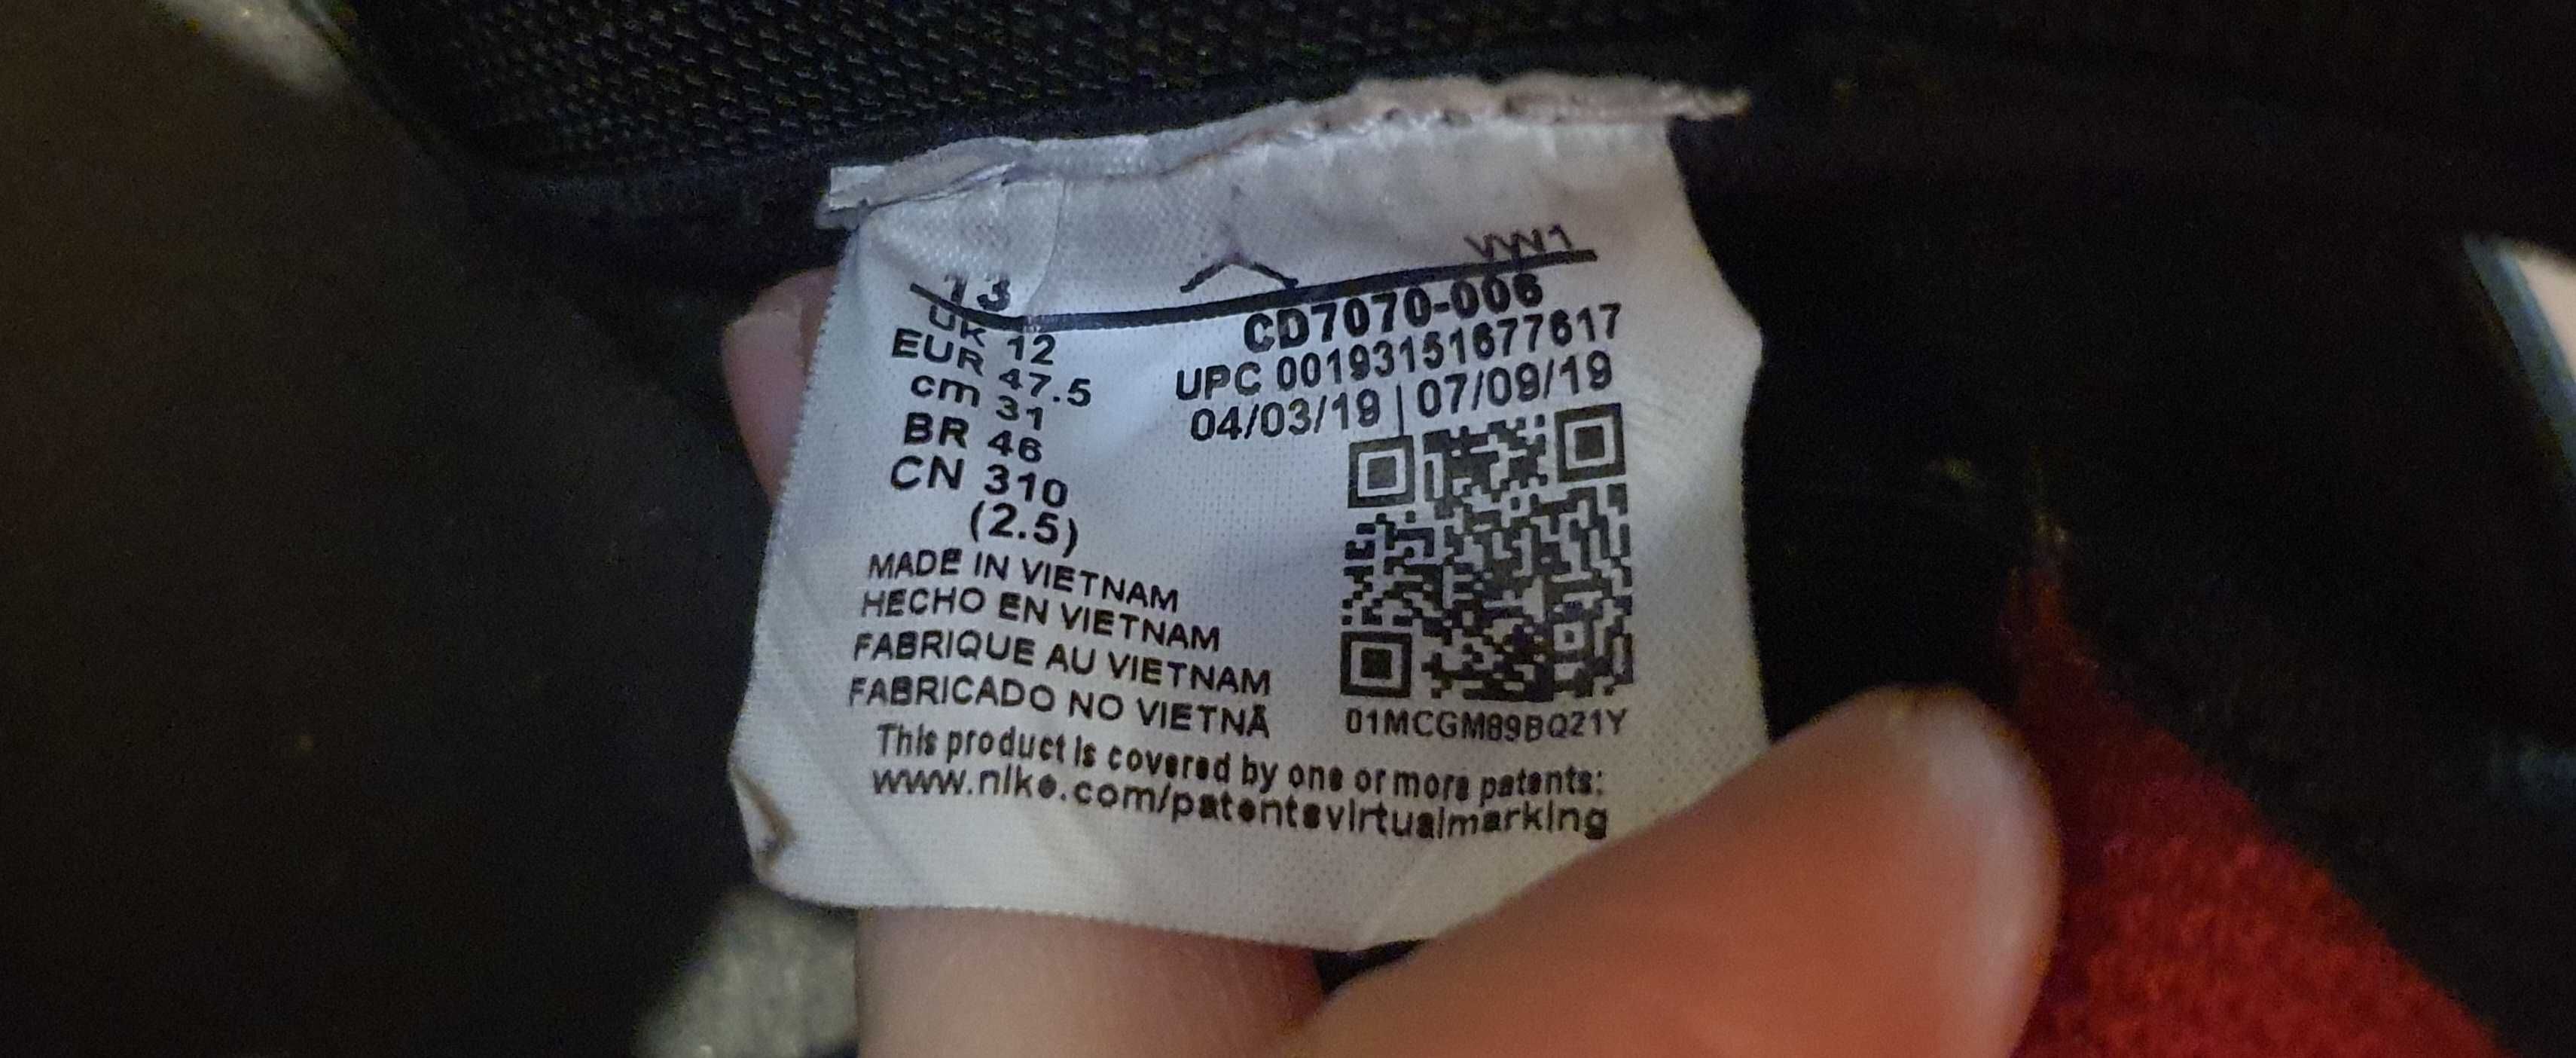 13
VW1
UK 12
EUR 47.5
cm 31
BR 46
CN 310
(2.5)
CD7070-006
UPC 00193151677617
04/03/19 | 07/09/19
MADE IN VIETNAM
HECHO EN VIETNAM
FABRIQUE AU VIETNAM
FABRICADO NO VIETNÃ
01MCGM89BQ21Y
This product is covered by one or more patents:
www.nike.com/patentsvirtualmarking